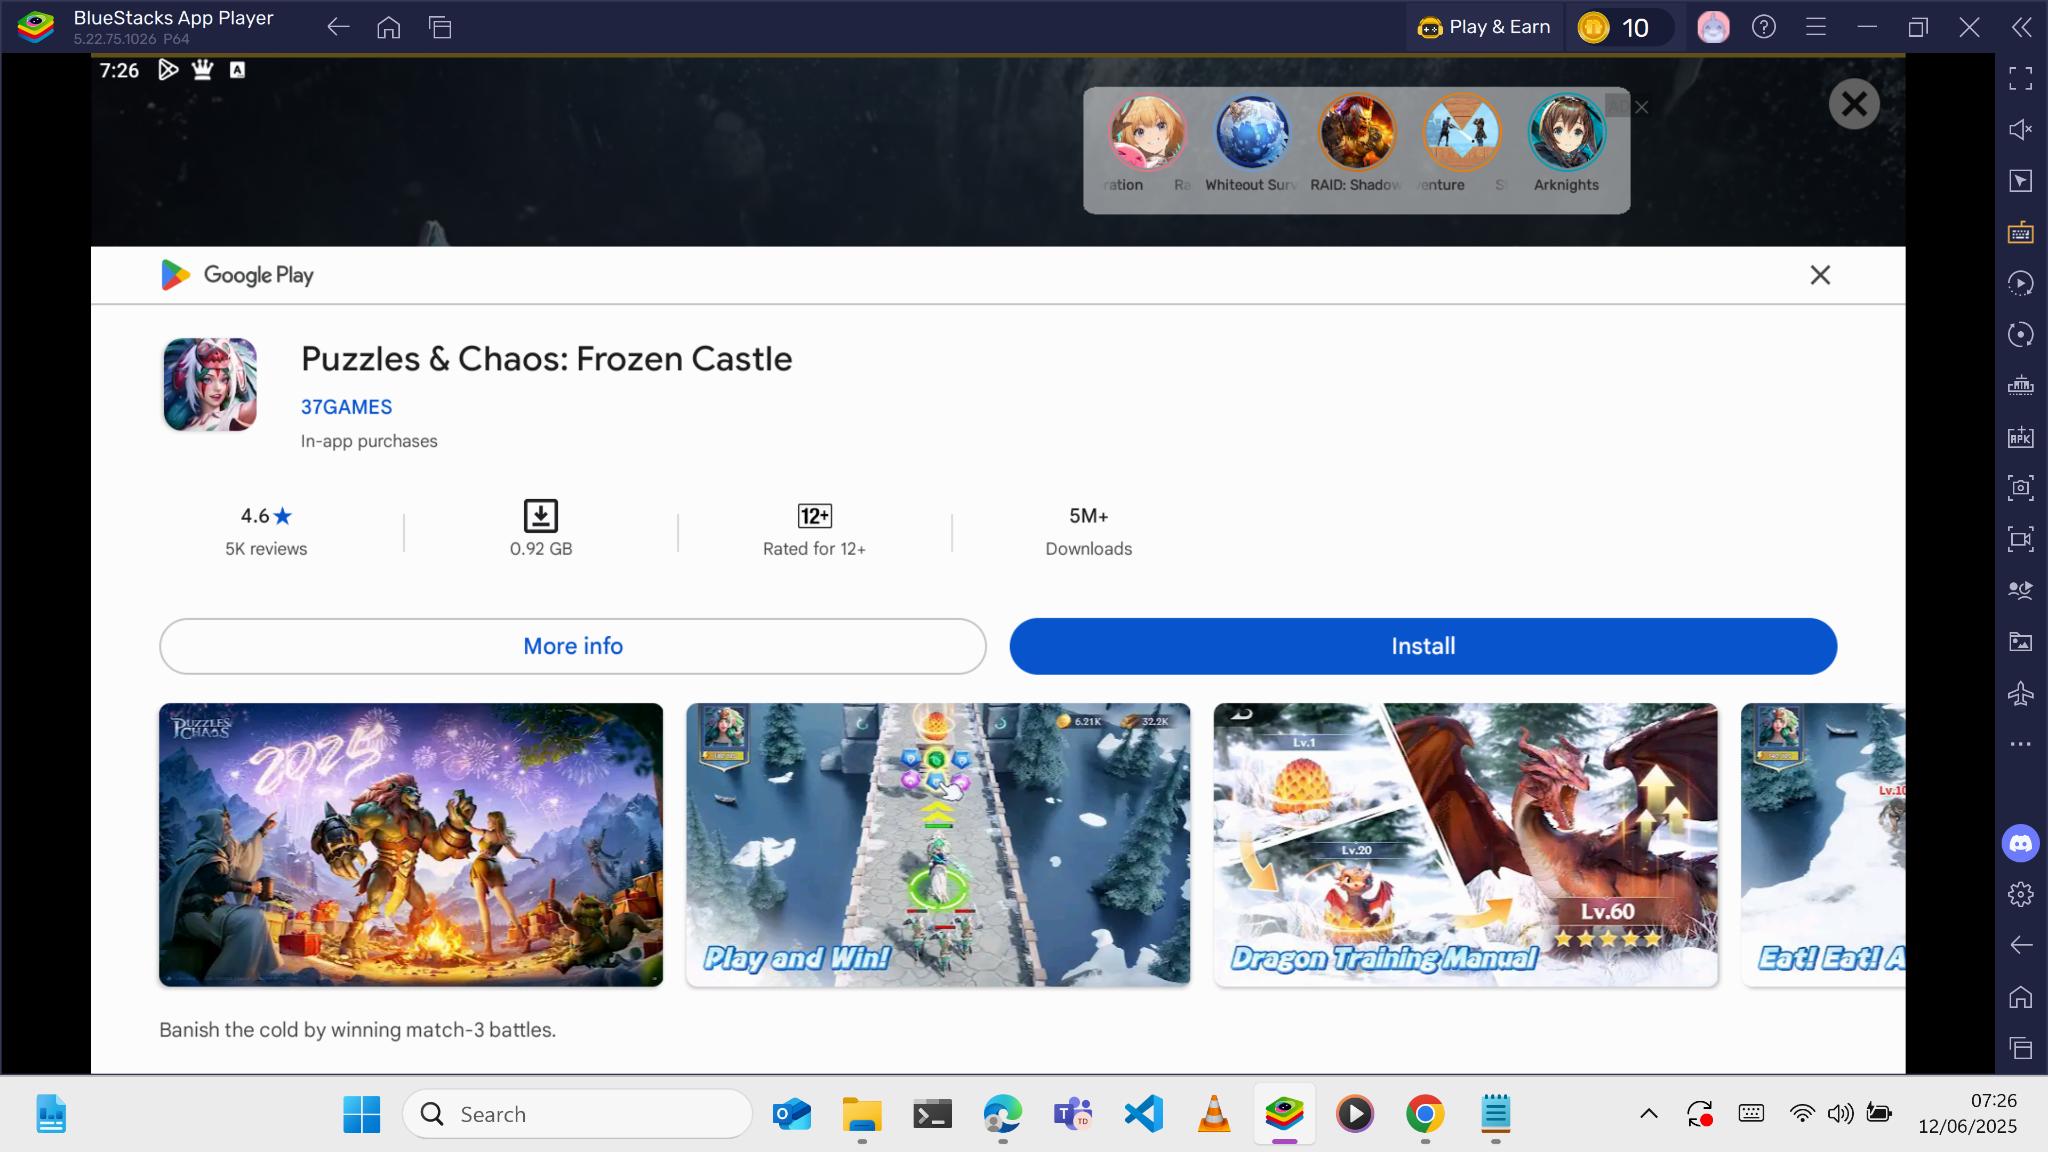 BlueStacks App Player
5.22.75.1026 P64
Play & Earn
10
7:26
A
ration
Ra
Whiteout Surv
RAID: Shadow
venture
S
Arknights
AD
Google Play
Puzzles & Chaos: Frozen Castle
37GAMES
In-app purchases
4.6★
5K reviews
0.92 GB
12+
Rated for 12+
5M+
Downloads
More info
Install
PUZZLES
CHAOS
2025
6.21K
32.2K
Play and Win!
Lv.1
Lv.20
Lv.60
Dragon Training Manual
Lv.10
Eat! Eat! A
Banish the cold by winning match-3 battles.
APK
Search
07:26
12/06/2025